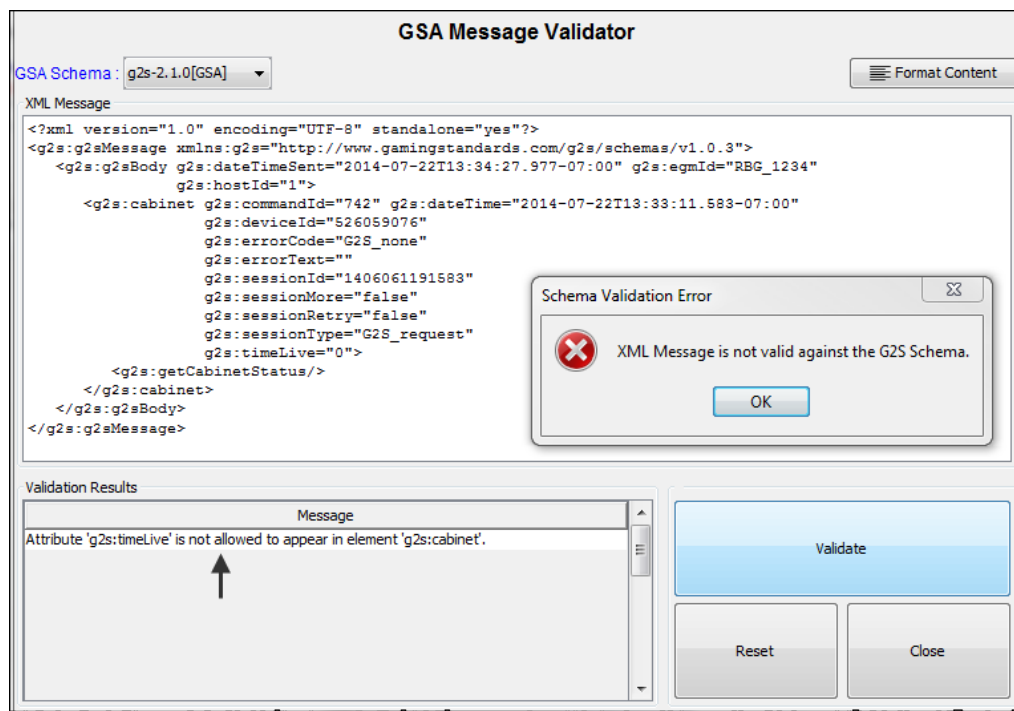 GSA Message Validator
GSA Schema : g2s-2.1.0[GSA]
Format Content
XML Message
<?xml version="1.0" encoding="UTF-8" standalone="yes"?>
<g2s:g2sMessage xmlns:g2s="http://www.gamingstandards.com/g2s/schemas/v1.0.3">
<g2s:g2sBody g2s:dateTimeSent="2014-07-22T13:34:27.977-07:00" g2s:egmId="RBG_1234"
g2s:hostId="1">
<g2s:cabinet g2s:commandId="742" g2s:dateTime="2014-07-22T13:33:11.583-07:00"
g2s:deviceId="526059076"
g2s:errorCode="G2S_none"
g2s:errorText=""
g2s:sessionId="1406061191583"
g2s:sessionMore="false"
g2s:sessionRetry="false"
g2s:sessionType="G2S_request"
g2s:timeLive="0">
<g2s:getCabinetStatus/>
</g2s:cabinet>
</g2s:g2sBody>
</g2s:g2sMessage>
Schema Validation Error
XML Message is not valid against the G2S Schema.
OK
Validation Results
Message
Attribute 'g2s:timeLive' is not allowed to appear in element 'g2s:cabinet'.
Validate
Reset
Close